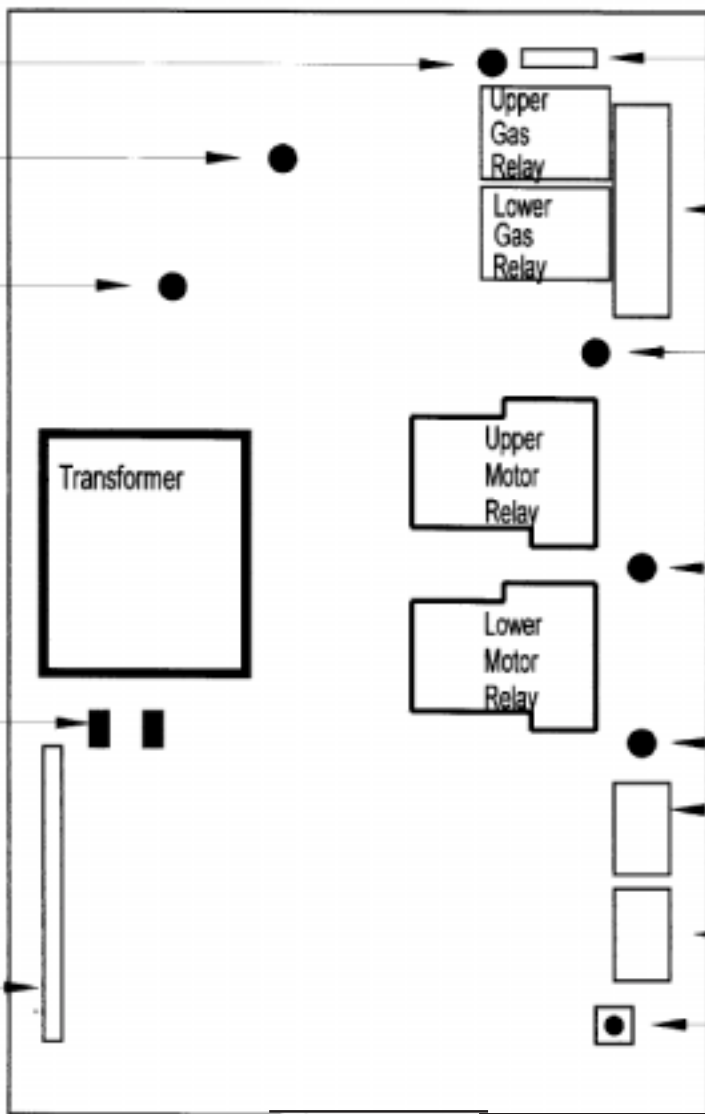 Upper
Gas
Relay
Lower
Gas
Relay
Transformer
Upper
Motor
Relay
Lower
Motor
Relay